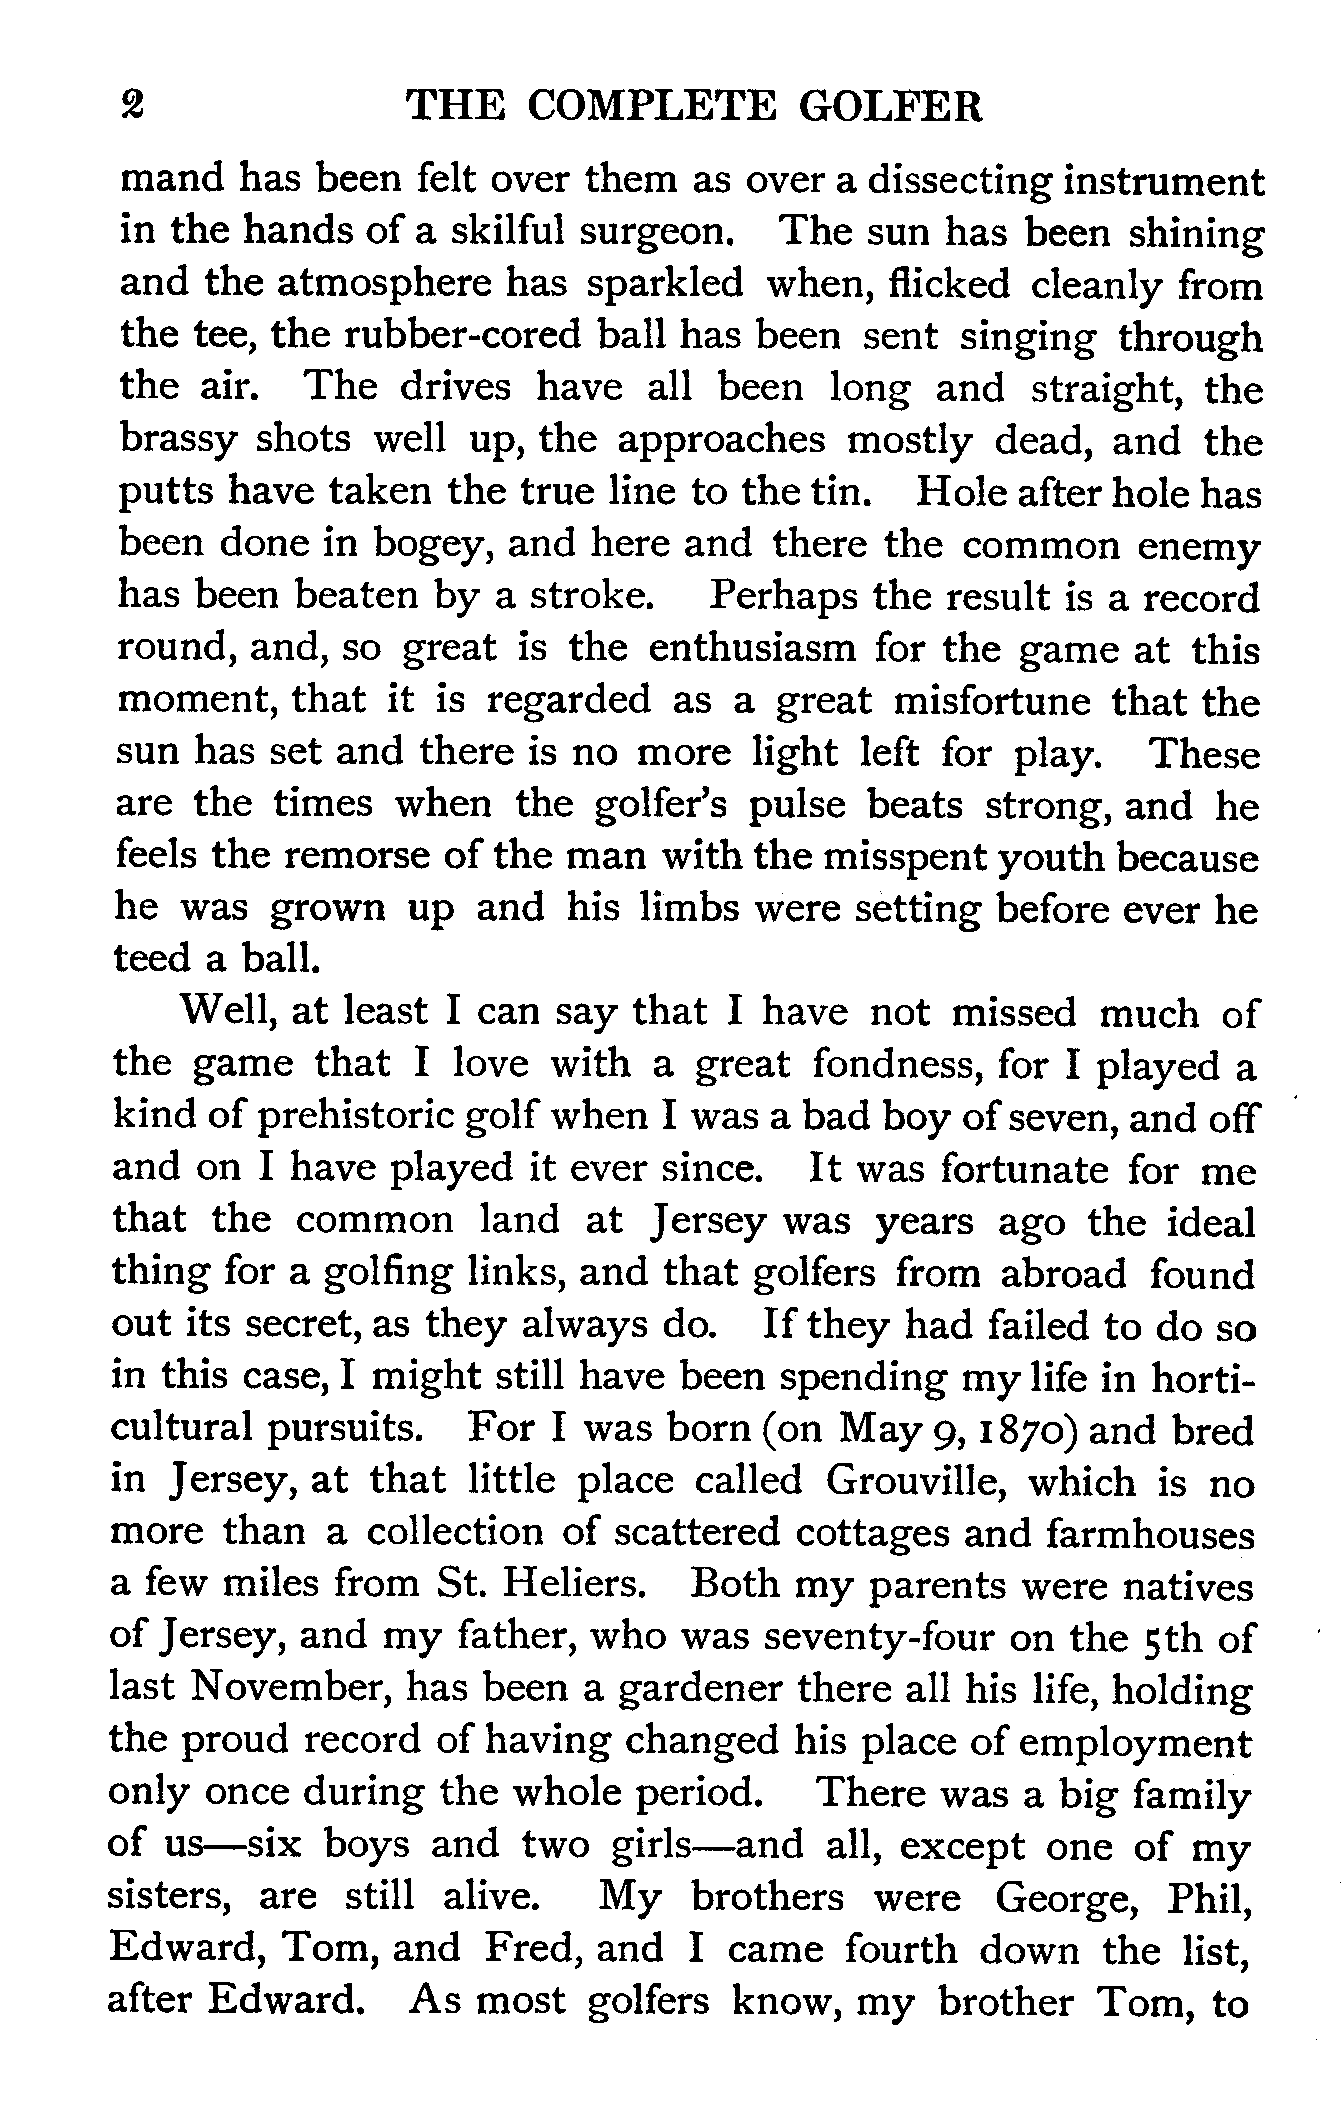 2 THE COMPLETE GOLFER
mand has been felt over them as over a dissecting instrument
in the hands of a skilful surgeon. The sun has been shining
and the atmosphere has sparkled when, flicked cleanly from
the tee, the rubber-cored ball has been sent singing through
the air. The drives have all been long and straight, the
brassy shots well up, the approaches mostly dead, and the
putts have taken the true line to the tin. Hole after hole has
been done in bogey, and here and there the common enemy
has been beaten by a stroke. Perhaps the result is a record
round, and, so great is the enthusiasm for the game at this
moment, that it is regarded as a great misfortune that the
sun has set and there is no more light left for play. These
are the times when the golfer's pulse beats strong, and he
feels the remorse of the man with the misspent youth because
he was grown up and his limbs were setting before ever he
teed a ball.
Well, at least I can say that I have not missed much of
the game that I love with a great fondness, for I played a
kind of prehistoric golf when I was a bad boy of seven, and off
and on I have played it ever since. It was fortunate for me
that the common land at Jersey was years ago the ideal
thing for a golfing links, and that golfers from abroad found
out its secret, as they always do. If they had failed to do so
in this case, I might still have been spending my life in horti-
cultural pursuits. For I was born (on May 9, 1870) and bred
in Jersey, at that little place called Grouville, which is no
more than a collection of scattered cottages and farmhouses
a few miles from St. Heliers. Both my parents were natives
of Jersey, and my father, who was seventy-four on the 5th of
last November, has been a gardener there all his life, holding
the proud record of having changed his place of employment
only once during the whole period. There was a big family
of us—six boys and two girls—and all, except one of my
sisters, are still alive. My brothers were George, Phil,
Edward, Tom, and Fred, and I came fourth down the list,
after Edward. As most golfers know, my brother Tom, to